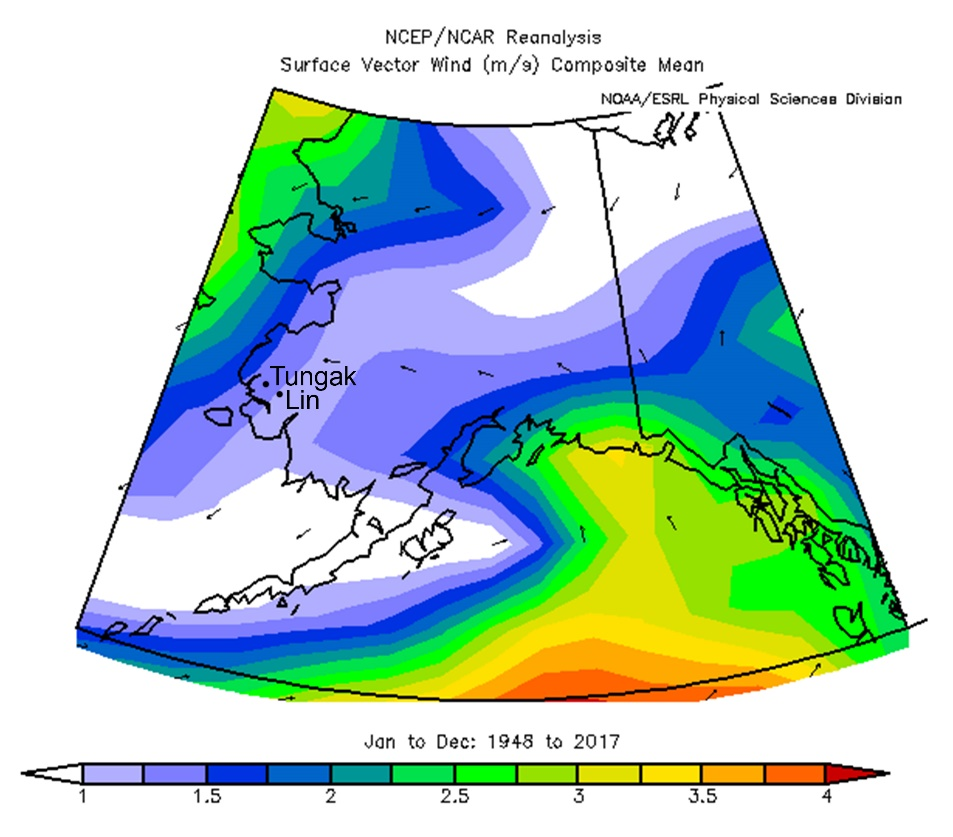 NCEP/NCAR Reanalysis
Surface Vector Wind (m/s) Composite Mean
NOAA/ESRL Physical Sciences Division
Tungak
Lin
Jan to Dec: 1948 to 2017
1 1.5 2 2.5 3 3.5 4